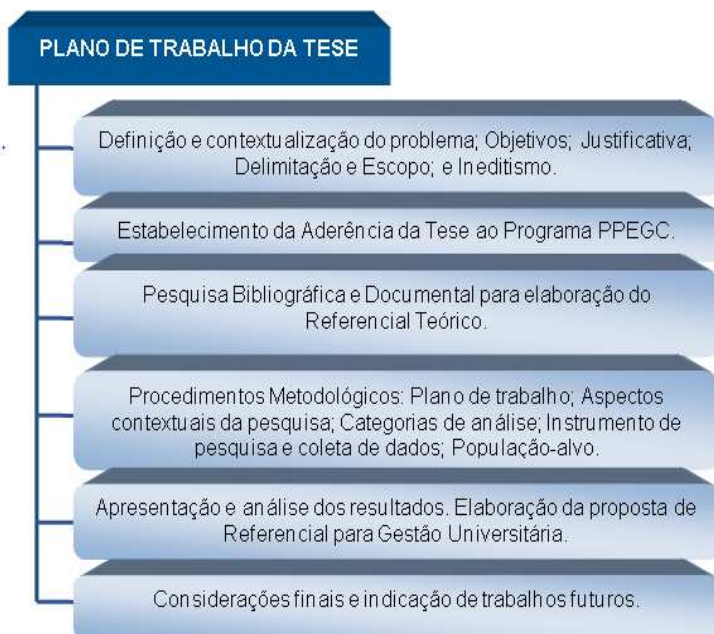 PLANO DE TRABALHO DA TESE
Definição e contextualização do problema; Objetivos; Justificativa;
Delimitação e Escopo; e Ineditismo.
Estabelecimento da Aderência da Tese ao Programa PPEGC.
Pesquisa Bibliográfica e Documental para elaboração do
Referencial Teórico.
Procedimentos Metodológicos: Plano de trabalho; Aspectos
contextuais da pesquisa; Categorias de análise; Instrumento de
pesquisa e coleta de dados; População-alvo.
Apresentação e análise dos resultados. Elaboração da proposta de
Referencial para Gestão Universitária.
Considerações finais e indicação de trabalhos futuros.